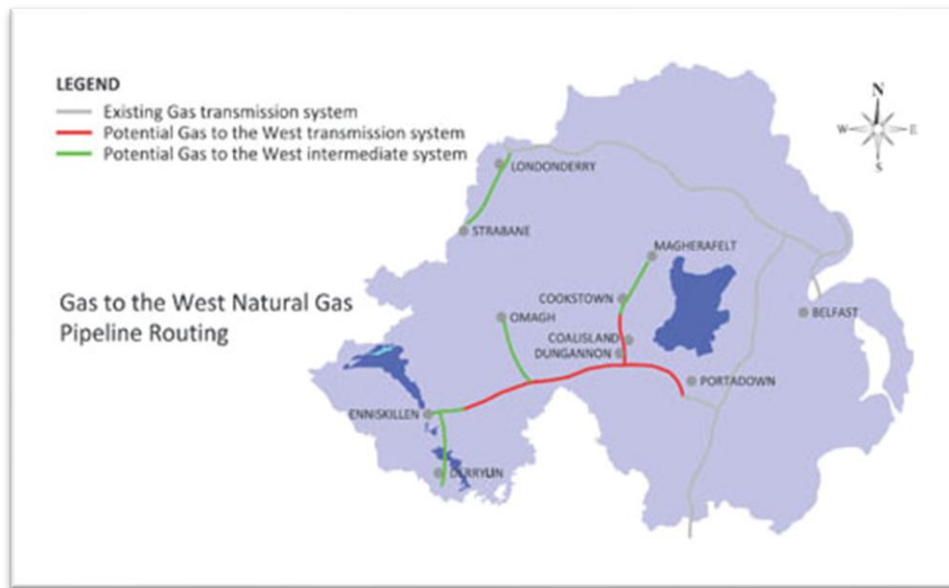 LEGEND
Existing Gas transmission system
Potential Gas to the West transmission system
Potential Gas to the West intermediate system
N
W
E
S
LONDONDERRY
STRABANE
MAGHERAFELT
Gas to the West Natural Gas
Pipeline Routing
COOKSTOWN
OMAGH
BELFAST
COALISLAND
DUNGANNON
PORTADOWN
ENNISKILLEN
DERRYLIN